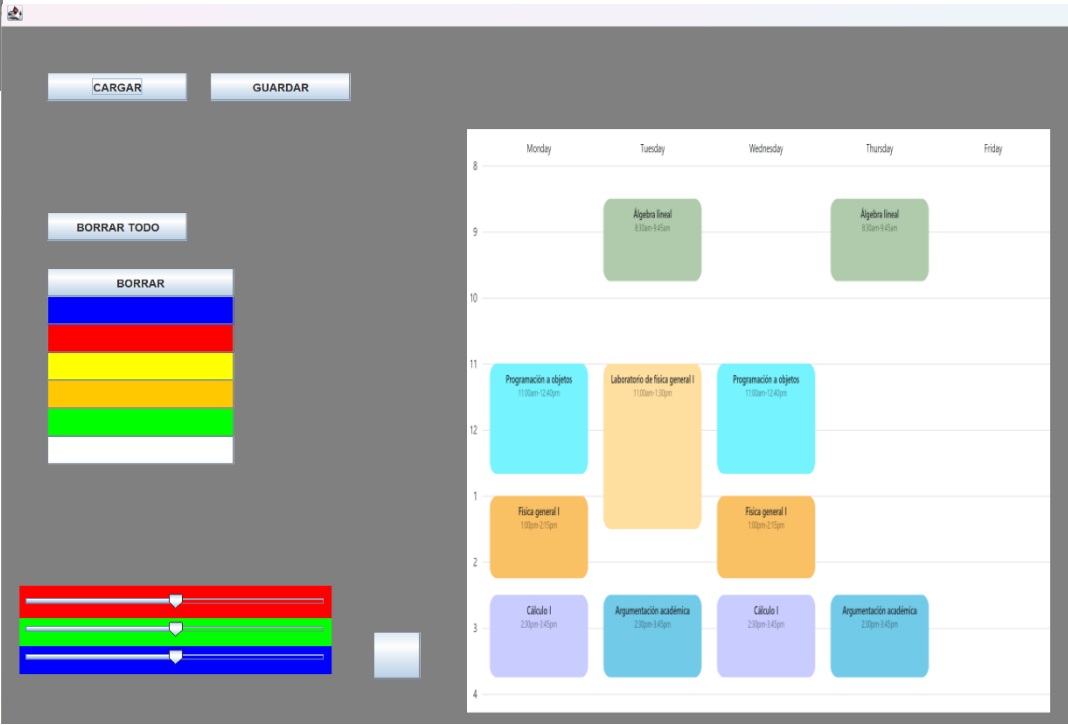 CARGAR
GUARDAR
BORRAR TODO
BORRAR
Monday Tuesday Wednesday Thursday Friday
8
Álgebra lineal Álgebra lineal
8:30am-9:45am 8:30am-9:45am
9
10
11
Programación a objetos Laboratorio de física general I Programación a objetos
11:00am-12:40pm 11:00am-1:30pm 11:00am-12:40pm
12
1
Física general I Física general I
1:00pm-2:15pm 1:00pm-2:15pm
2
Cálculo I Argumentación académica Cálculo I Argumentación académica
2:30pm-3:45pm 2:30pm-3:45pm 2:30pm-3:45pm 2:30pm-3:45pm
3
4